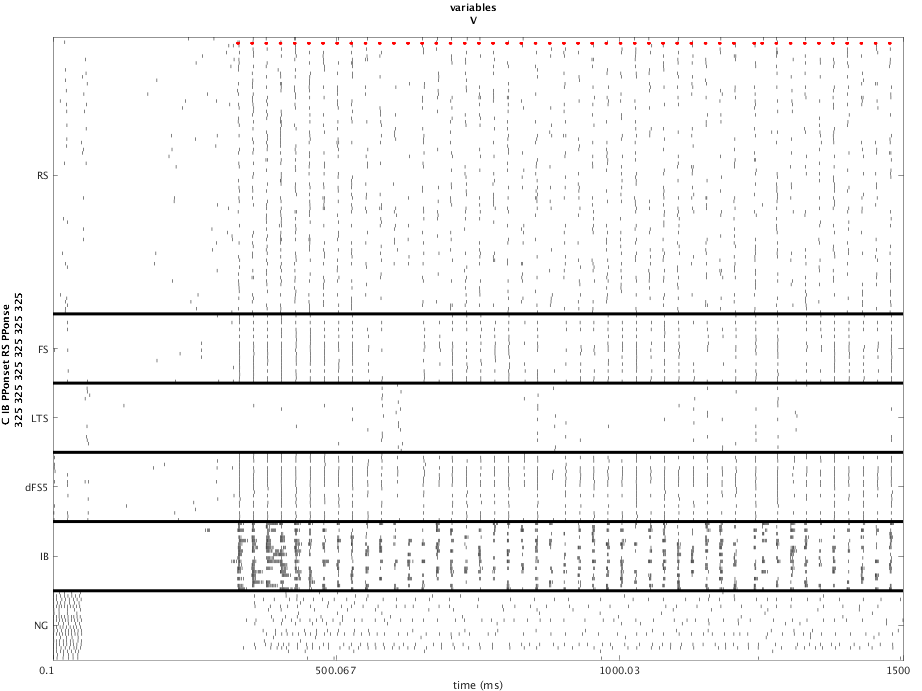 variables
V
C IB PPonset RS PPonse
325 325 325 325 325 325
RS
FS
LTS
dFS5
IB
NG
0.1
500.067
1000.03
1500
time (ms)